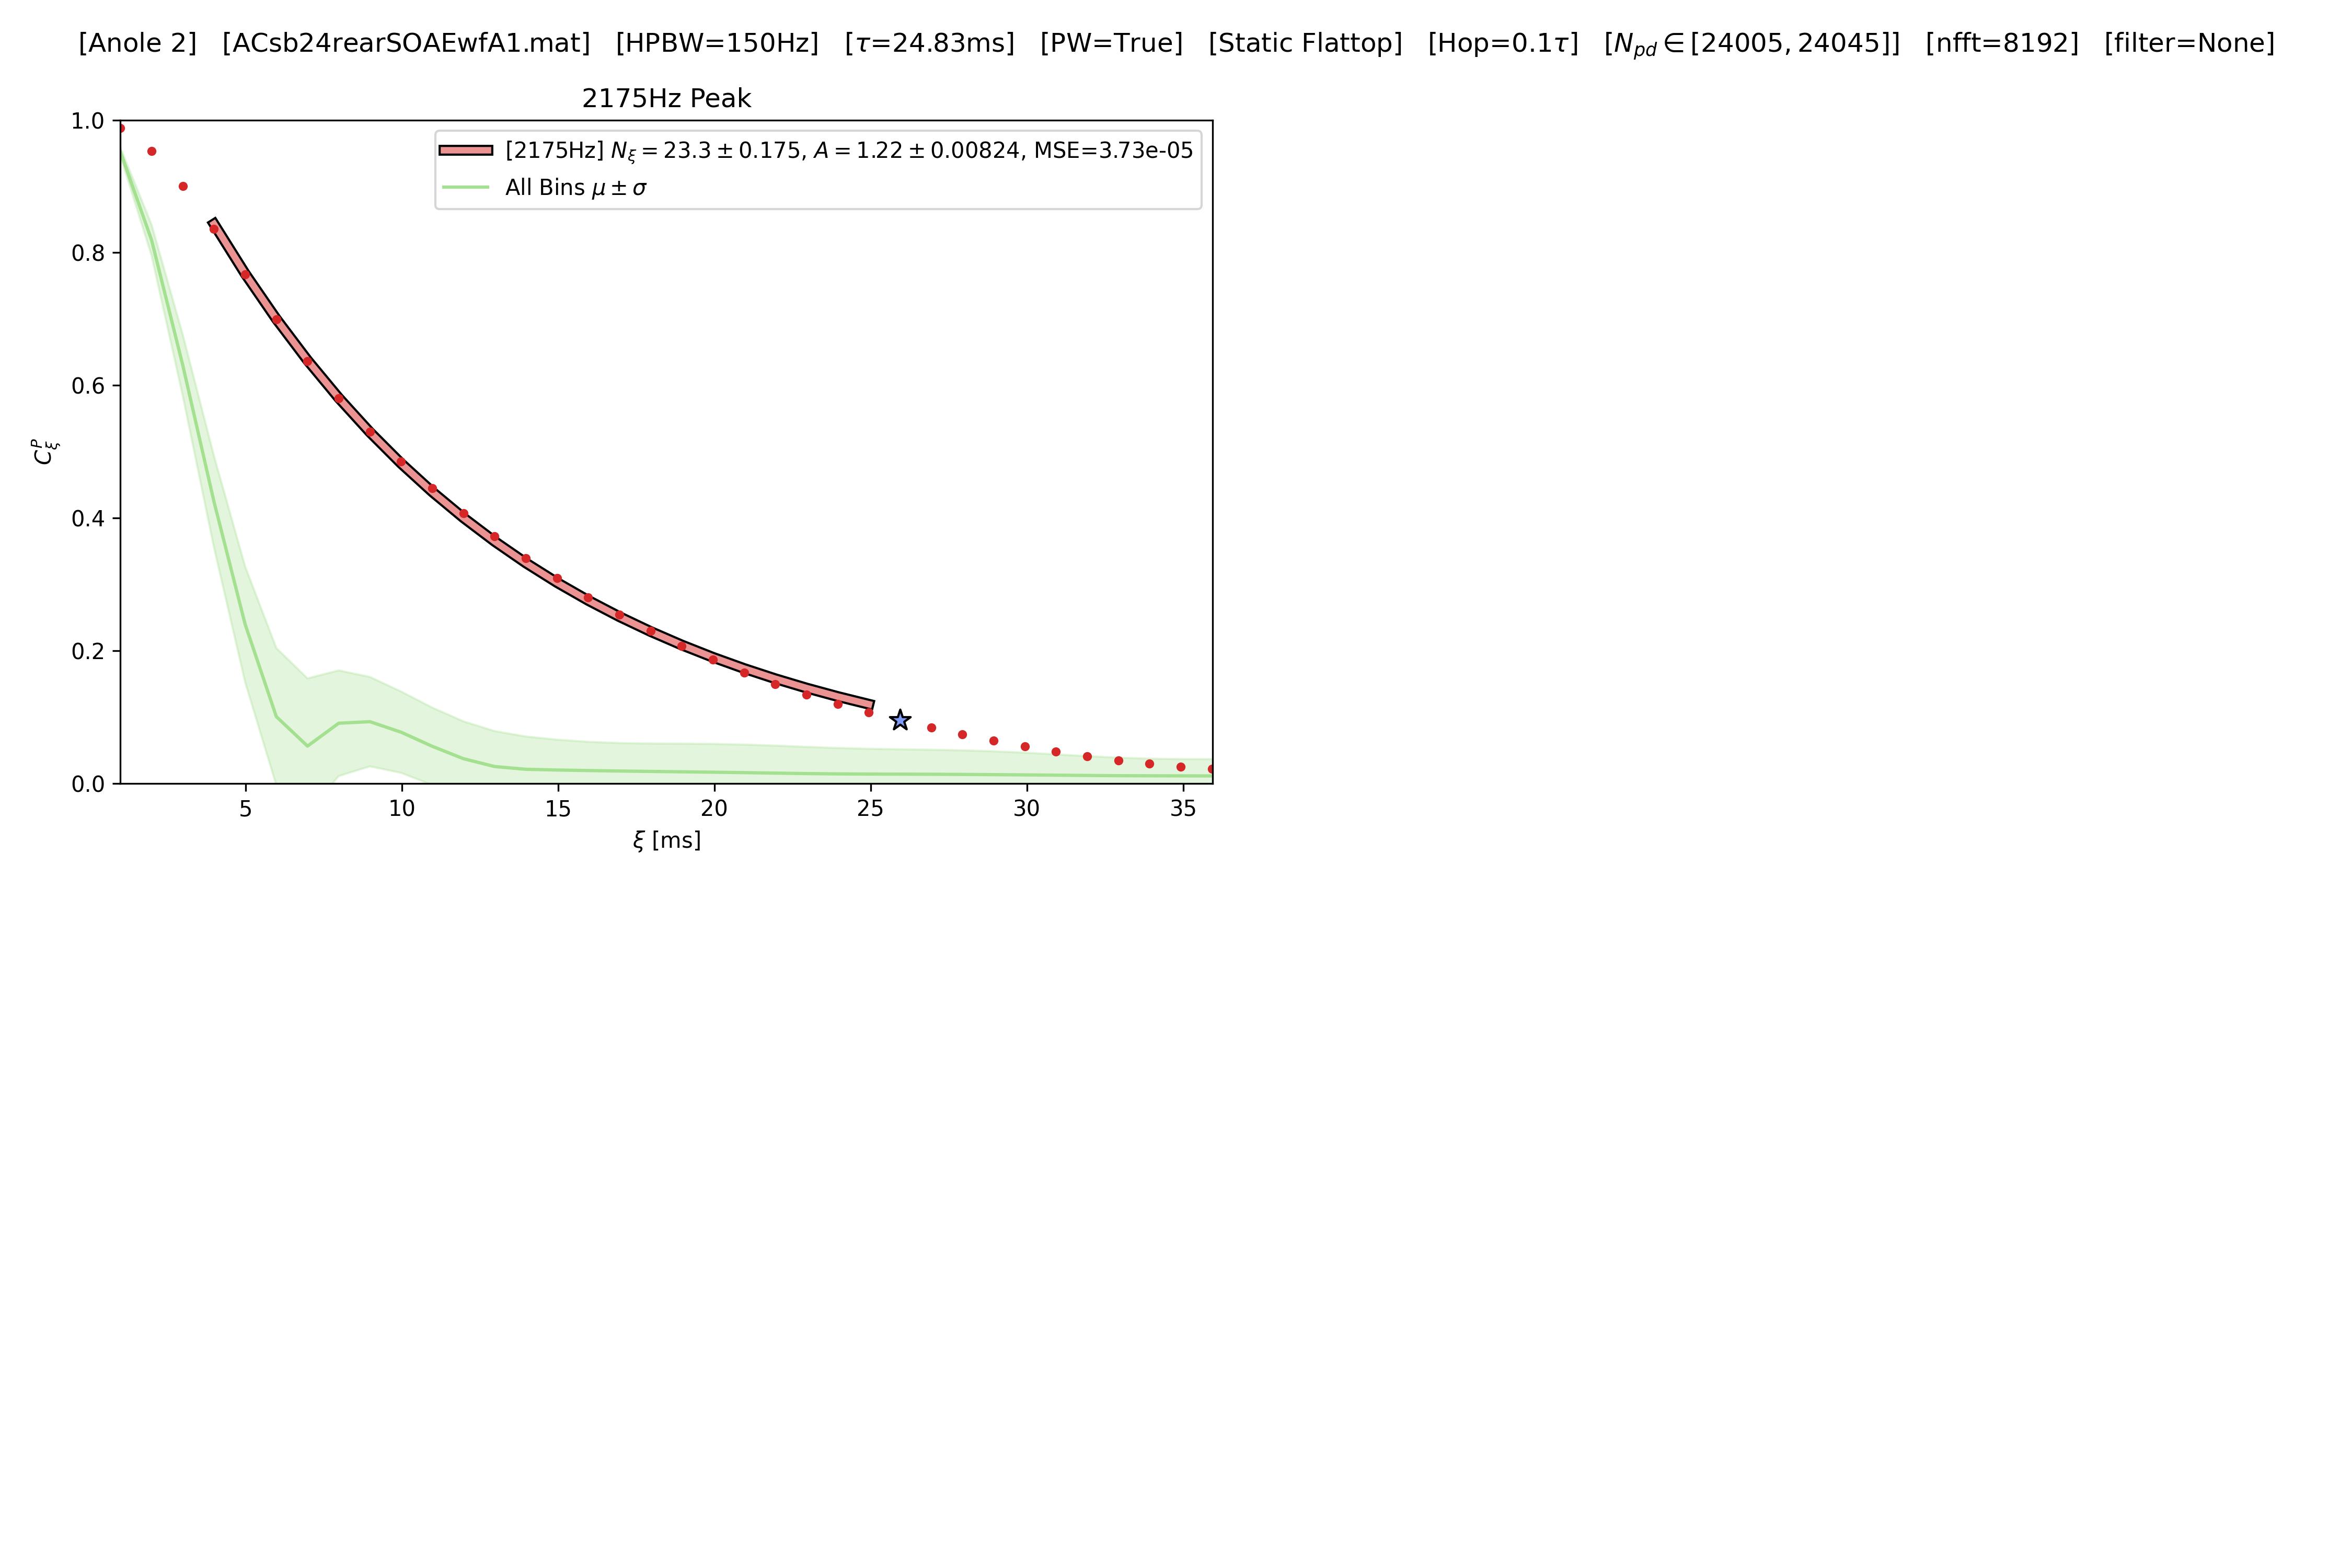 [Anole 2] [ACsb24rearSOAEwfA1.mat] [HPBW=150Hz] [τ=24.83ms] [PW=True] [Static Flattop] [Hop=0.1τ] [N_{pd} ∈ [24005, 24045]] [nfft=8192] [filter=None]
2175Hz Peak
[2175Hz] N_ξ = 23.3 ± 0.175, A = 1.22 ± 0.00824, MSE=3.73e-05
All Bins μ ± σ
1.0
0.8
0.6
0.4
0.2
0.0
C_ξ^P
5 10 15 20 25 30 35
ξ [ms]